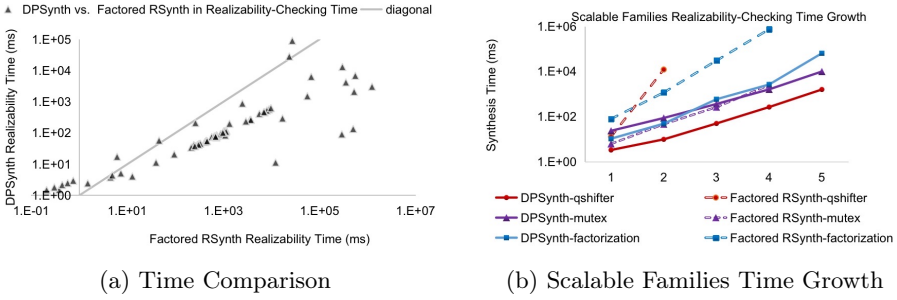 DPSynth vs. Factored RSynth in Realizability-Checking Time
diagonal
DPSynth Realizability Time (ms)
1.E+05
1.E+04
1.E+03
1.E+02
1.E+01
1.E+00
1.E-01 1.E+01 1.E+03 1.E+05 1.E+07
Factored RSynth Realizability Time (ms)
(a) Time Comparison
Scalable Families Realizability-Checking Time Growth
Synthesis Time (ms)
1.E+06
1.E+04
1.E+02
1.E+00
1 2 3 4 5
DPSynth-qshifter Factored RSynth-qshifter
DPSynth-mutex Factored RSynth-mutex
DPSynth-factorization Factored RSynth-factorization
(b) Scalable Families Time Growth